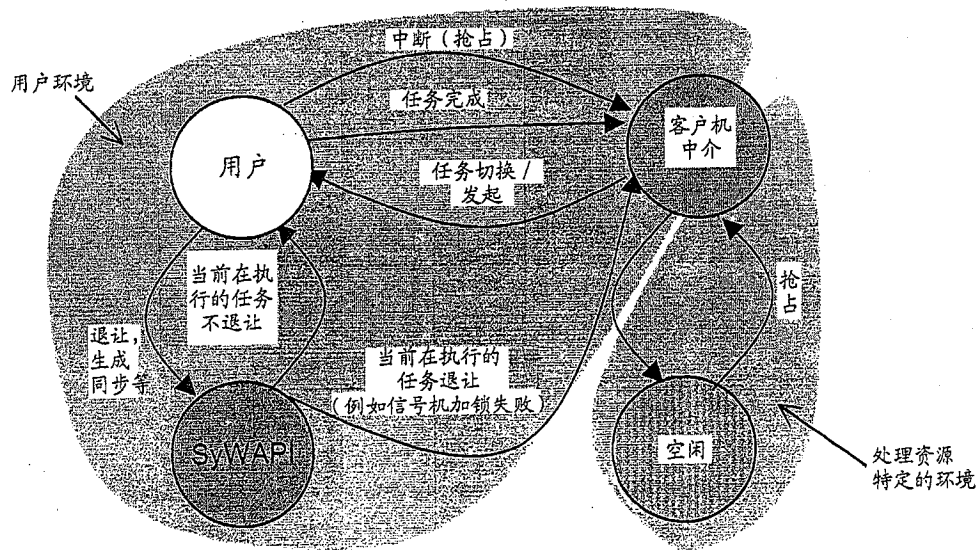 中断（抢占）
用户环境
任务完成
客户机
中介
用户
任务切换/
发起
当前在执
行的任务
不退让
抢
占
退让，
生成
同步等
当前在执行的
任务退让
（例如信号机加锁失败）
SyWAPI
空闲
处理资源
特定的环境